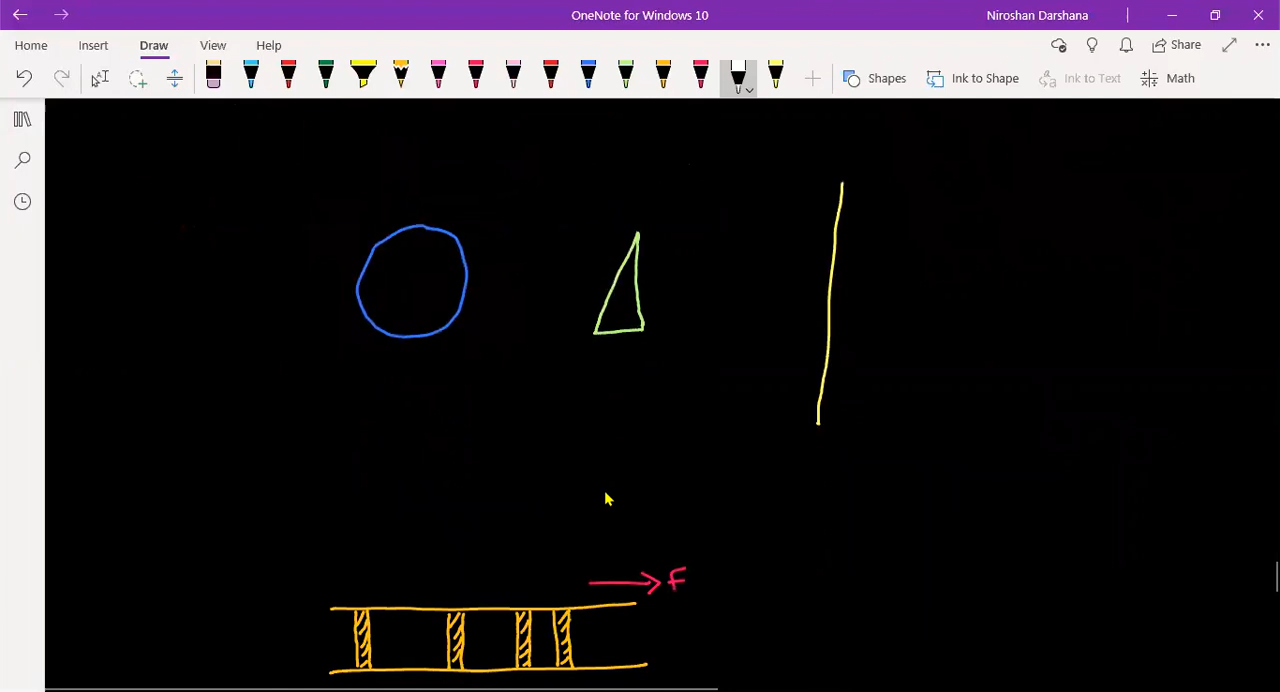 OneNote for Windows 10
Niroshan Darshana
Home Insert Draw View Help
Share
Shapes Ink to Shape Ink to Text Math
F